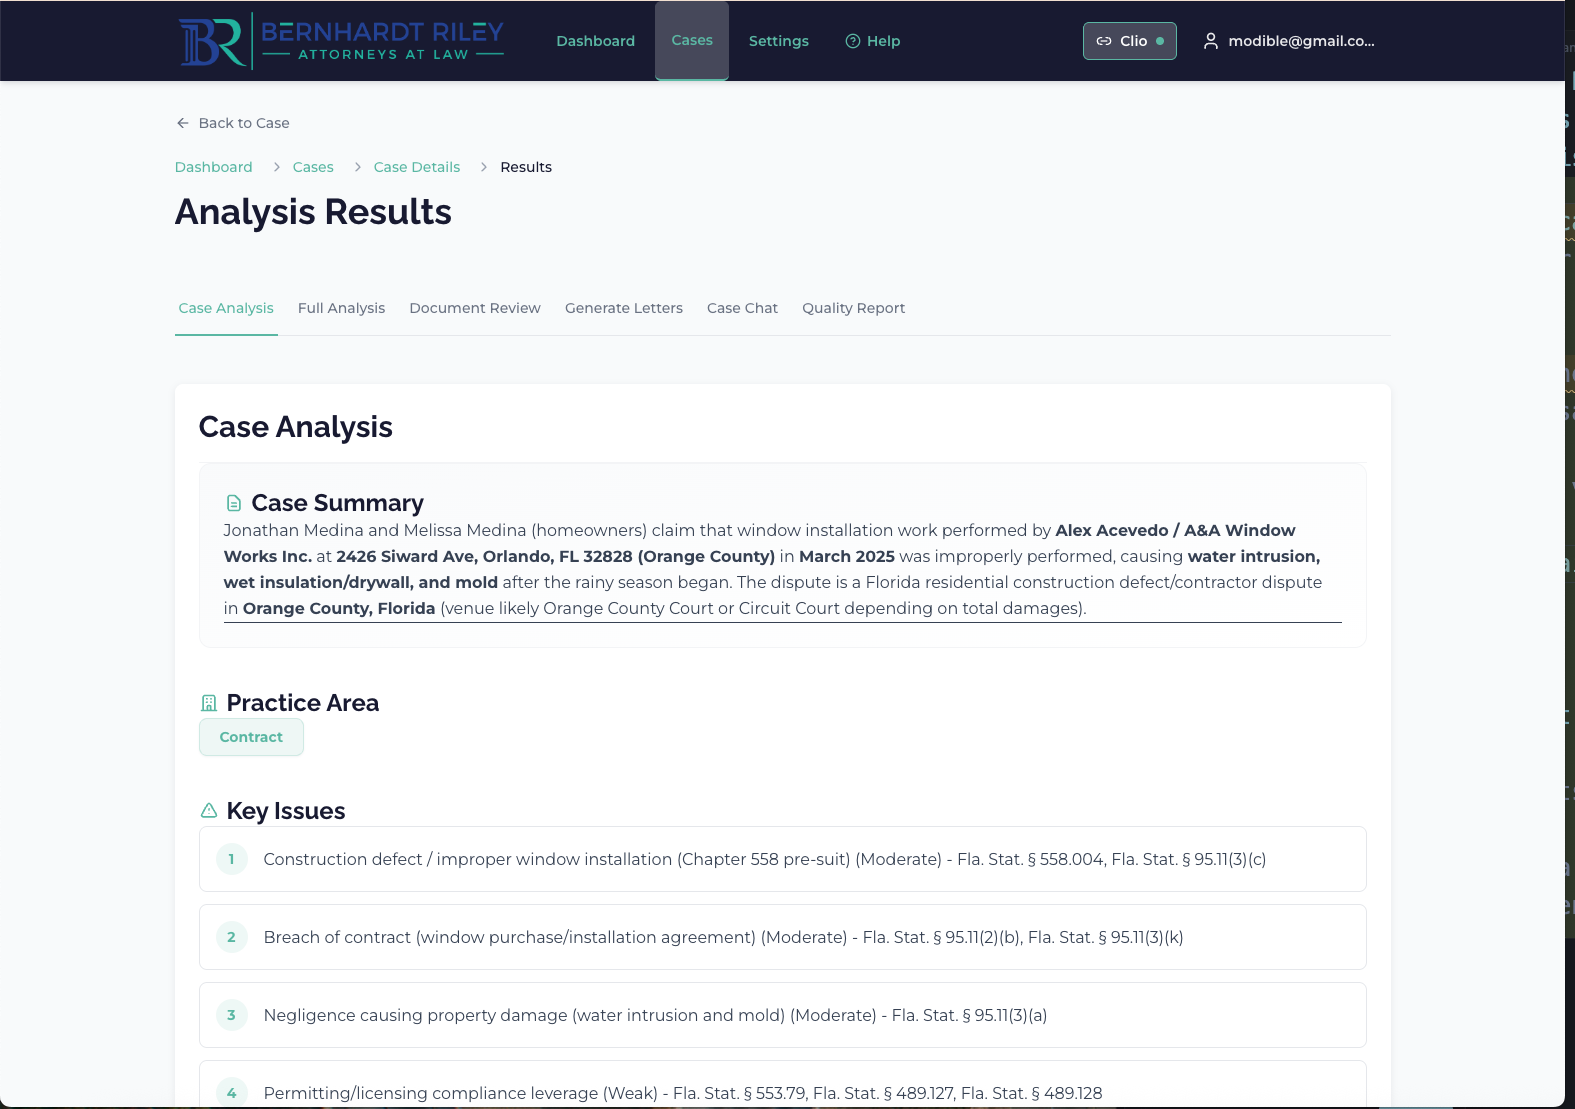 BERNHARDT RILEY
ATTORNEYS AT LAW
Dashboard
Cases
Settings
Help
Clio
modible@gmail.co...
Back to Case
Dashboard
Cases
Case Details
Results
Analysis Results
Case Analysis
Full Analysis
Document Review
Generate Letters
Case Chat
Quality Report
Case Analysis
Case Summary
Jonathan Medina and Melissa Medina (homeowners) claim that window installation work performed by Alex Acevedo / A&A Window
Works Inc. at 2426 Siward Ave, Orlando, FL 32828 (Orange County) in March 2025 was improperly performed, causing water intrusion,
wet insulation/drywall, and mold after the rainy season began. The dispute is a Florida residential construction defect/contractor dispute
in Orange County, Florida (venue likely Orange County Court or Circuit Court depending on total damages).
Practice Area
Contract
Key Issues
1 Construction defect / improper window installation (Chapter 558 pre-suit) (Moderate) - Fla. Stat. § 558.004, Fla. Stat. § 95.11(3)(c)
2 Breach of contract (window purchase/installation agreement) (Moderate) - Fla. Stat. § 95.11(2)(b), Fla. Stat. § 95.11(3)(k)
3 Negligence causing property damage (water intrusion and mold) (Moderate) - Fla. Stat. § 95.11(3)(a)
4 Permitting/licensing compliance leverage (Weak) - Fla. Stat. § 553.79, Fla. Stat. § 489.127, Fla. Stat. § 489.128